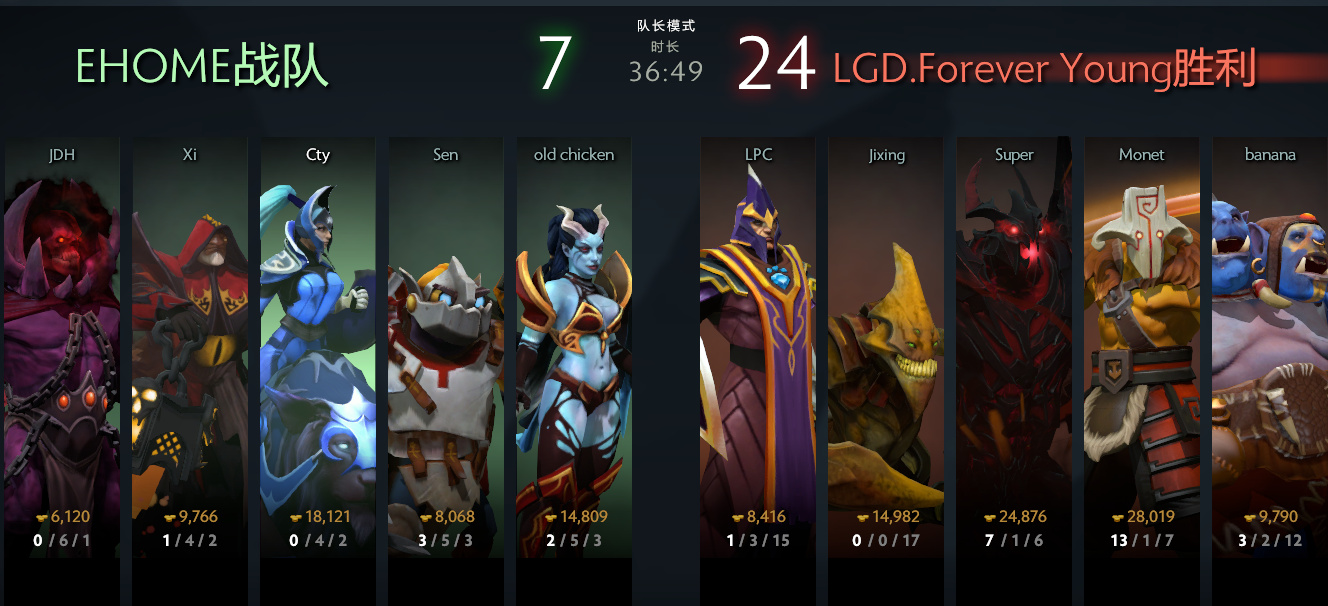 EHOME战队
7
队长模式
时长
36:49
24
LGD.Forever Young胜利
JDH
Xi
Cty
Sen
old chicken
LPC
Jixing
Super
Monet
banana
6,120
9,766
18,121
8,068
14,809
8,416
14,982
24,876
28,019
9,790
0 / 6 / 1
1 / 4 / 2
0 / 4 / 2
3 / 5 / 3
2 / 5 / 3
1 / 3 / 15
0 / 0 / 17
7 / 1 / 6
13 / 1 / 7
3 / 2 / 12